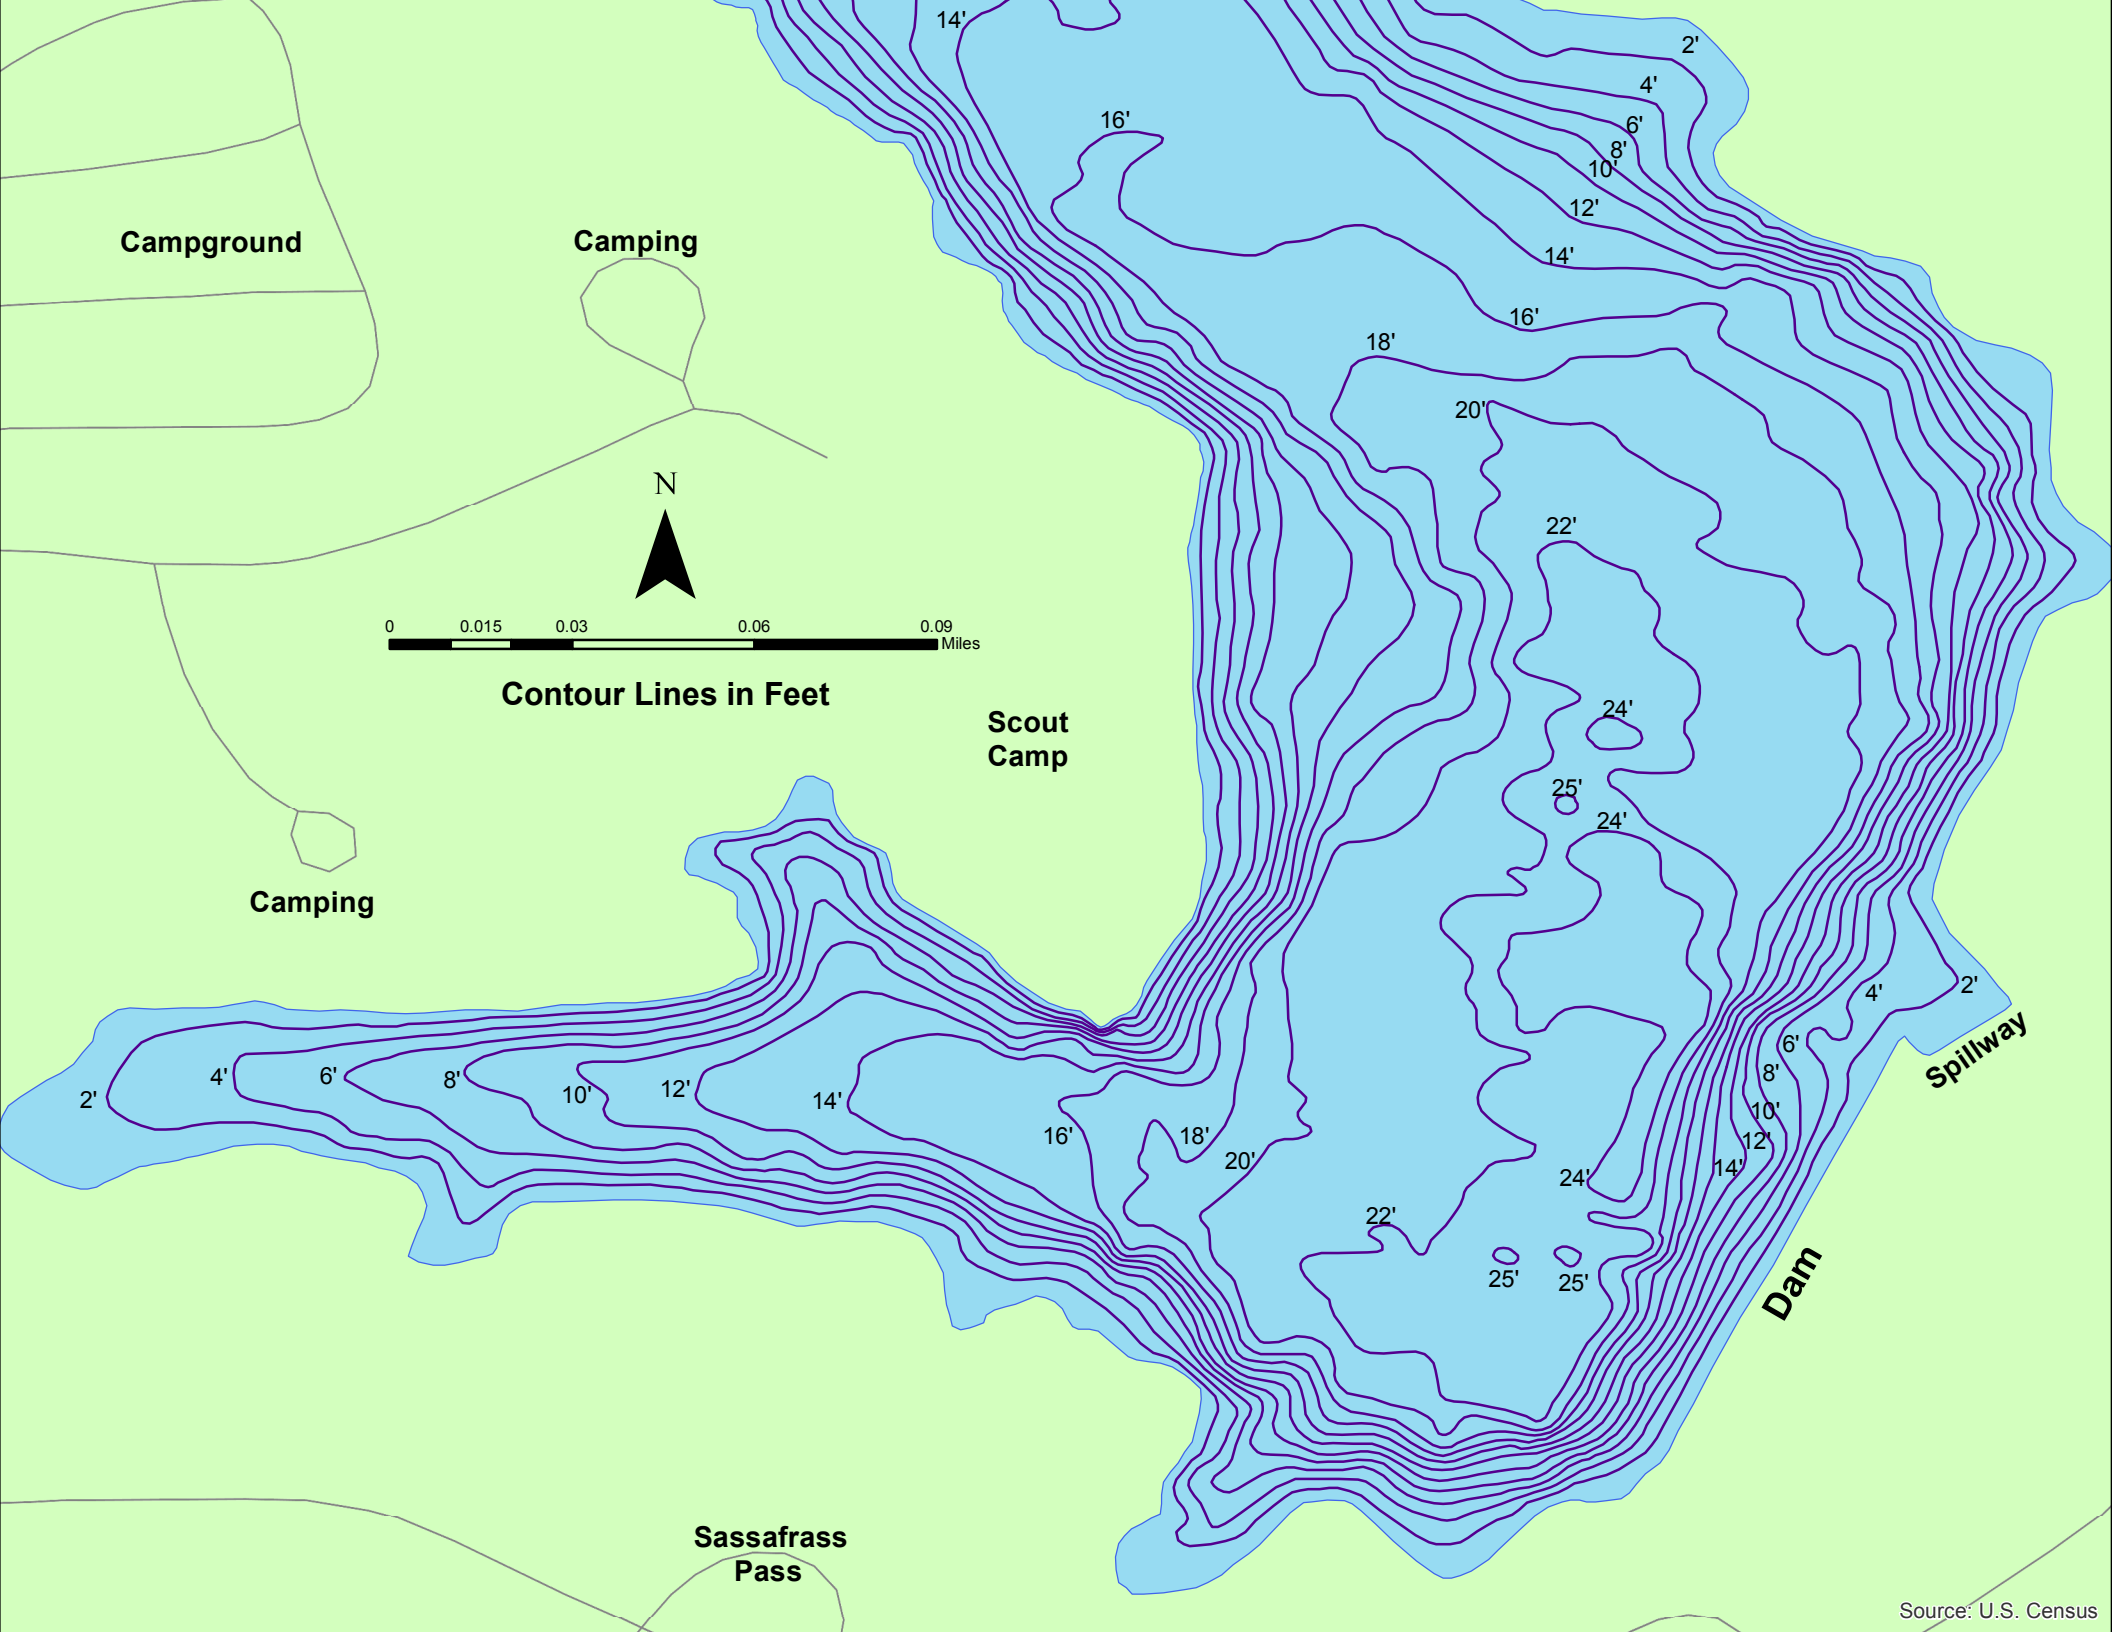 14'
2'
4'
16'
6'
8'
10'
12'
Campground
Camping
14'
16'
18'
20'
N
22'
0 0.015 0.03 0.06 0.09
Miles
Contour Lines in Feet
Scout
Camp
24'
25'
24'
Camping
2'
4'
Spillway
6'
8'
10'
12'
14'
2'
4'
6'
8'
10'
12'
14'
16'
18'
20'
24'
22'
25'
25'
Dam
Sassafrass
Pass
Source: U.S. Census